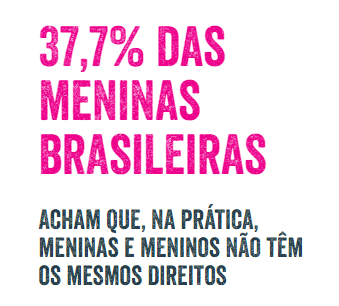 37,7% DAS
MENINAS
BRASILEIRAS
ACHAM QUE, NA PRÁTICA,
MENINAS E MENINOS NÃO TÊM
OS MESMOS DIREITOS